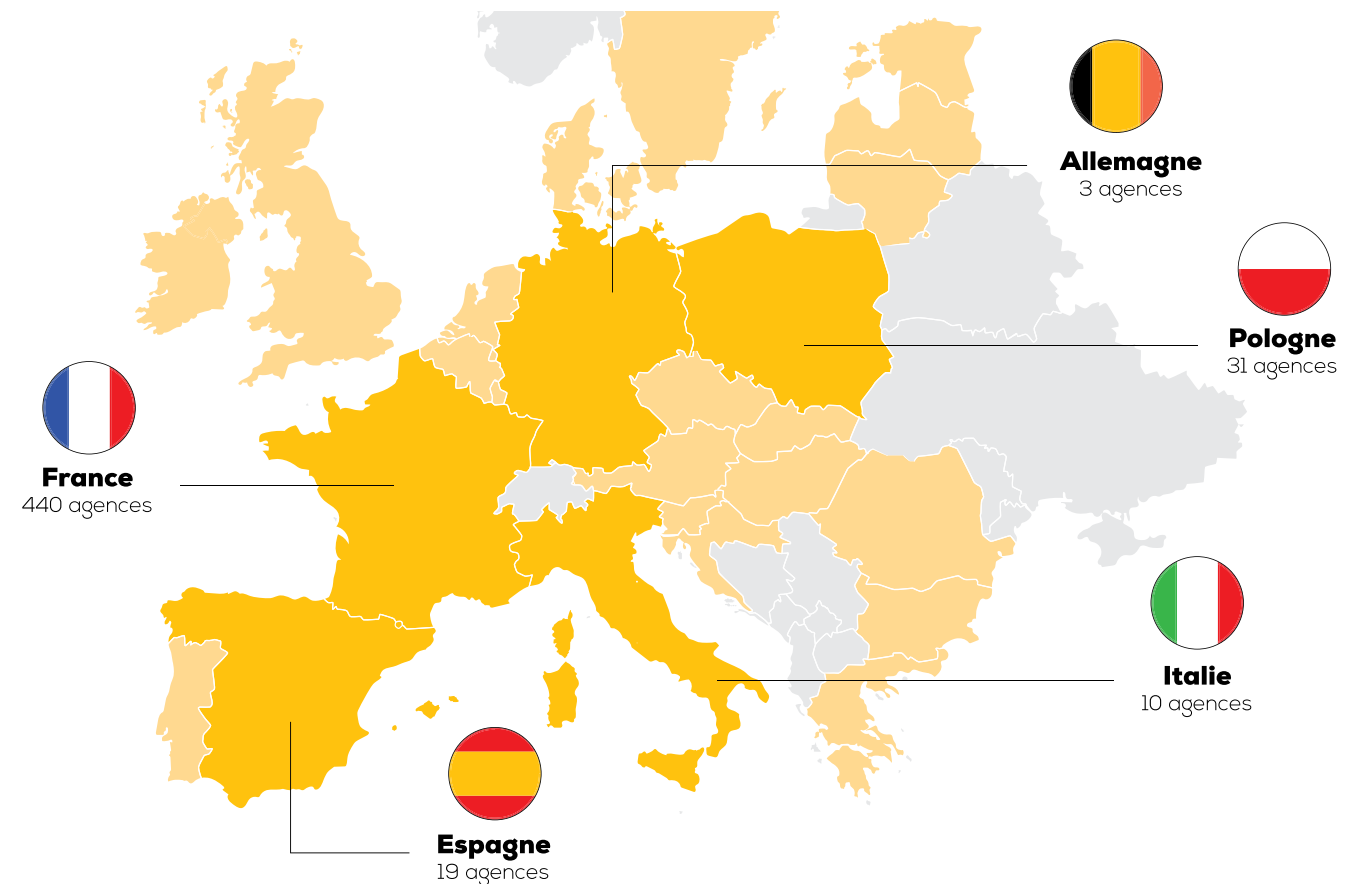 Allemagne
3 agences
Pologne
31 agences
France
440 agences
Italie
10 agences
Espagne
19 agences